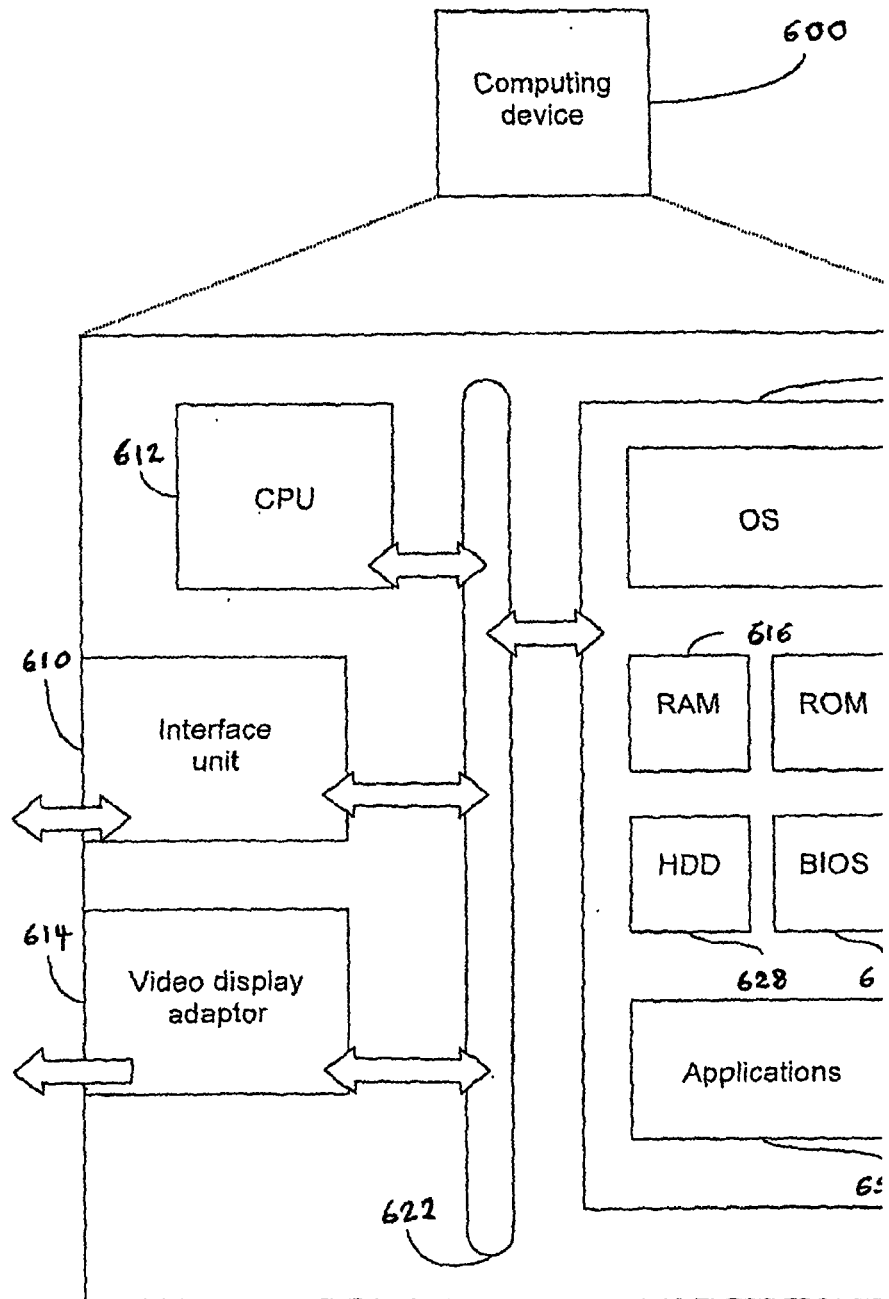 600
Computing
device
612
CPU
OS
610
Interface
unit
616
RAM
ROM
HDD
BIOS
614
Video display
adaptor
628
6
Applications
622